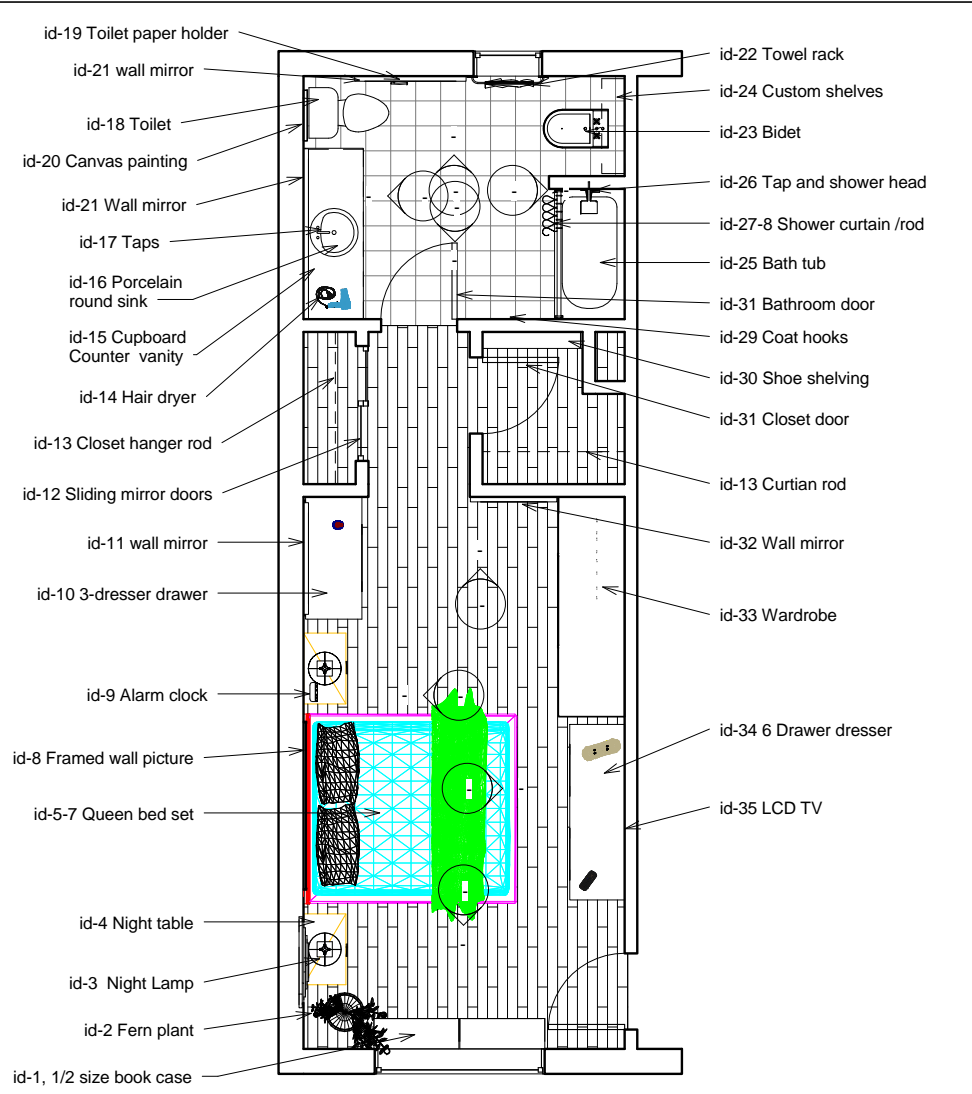 id-19 Toilet paper holder
id-21 wall mirror
id-18 Toilet
id-20 Canvas painting
id-21 Wall mirror
id-17 Taps
id-16 Porcelain
round sink
id-15 Cupboard
Counter vanity
id-14 Hair dryer
id-13 Closet hanger rod
id-12 Sliding mirror doors
id-11 wall mirror
id-10 3-dresser drawer
id-9 Alarm clock
id-8 Framed wall picture
id-5-7 Queen bed set
id-4 Night table
id-3 Night Lamp
id-2 Fern plant
id-1, 1/2 size book case
id-22 Towel rack
id-24 Custom shelves
id-23 Bidet
id-26 Tap and shower head
id-27-8 Shower curtain /rod
id-25 Bath tub
id-31 Bathroom door
id-29 Coat hooks
id-30 Shoe shelving
id-31 Closet door
id-13 Curtian rod
id-32 Wall mirror
id-33 Wardrobe
id-34 6 Drawer dresser
id-35 LCD TV